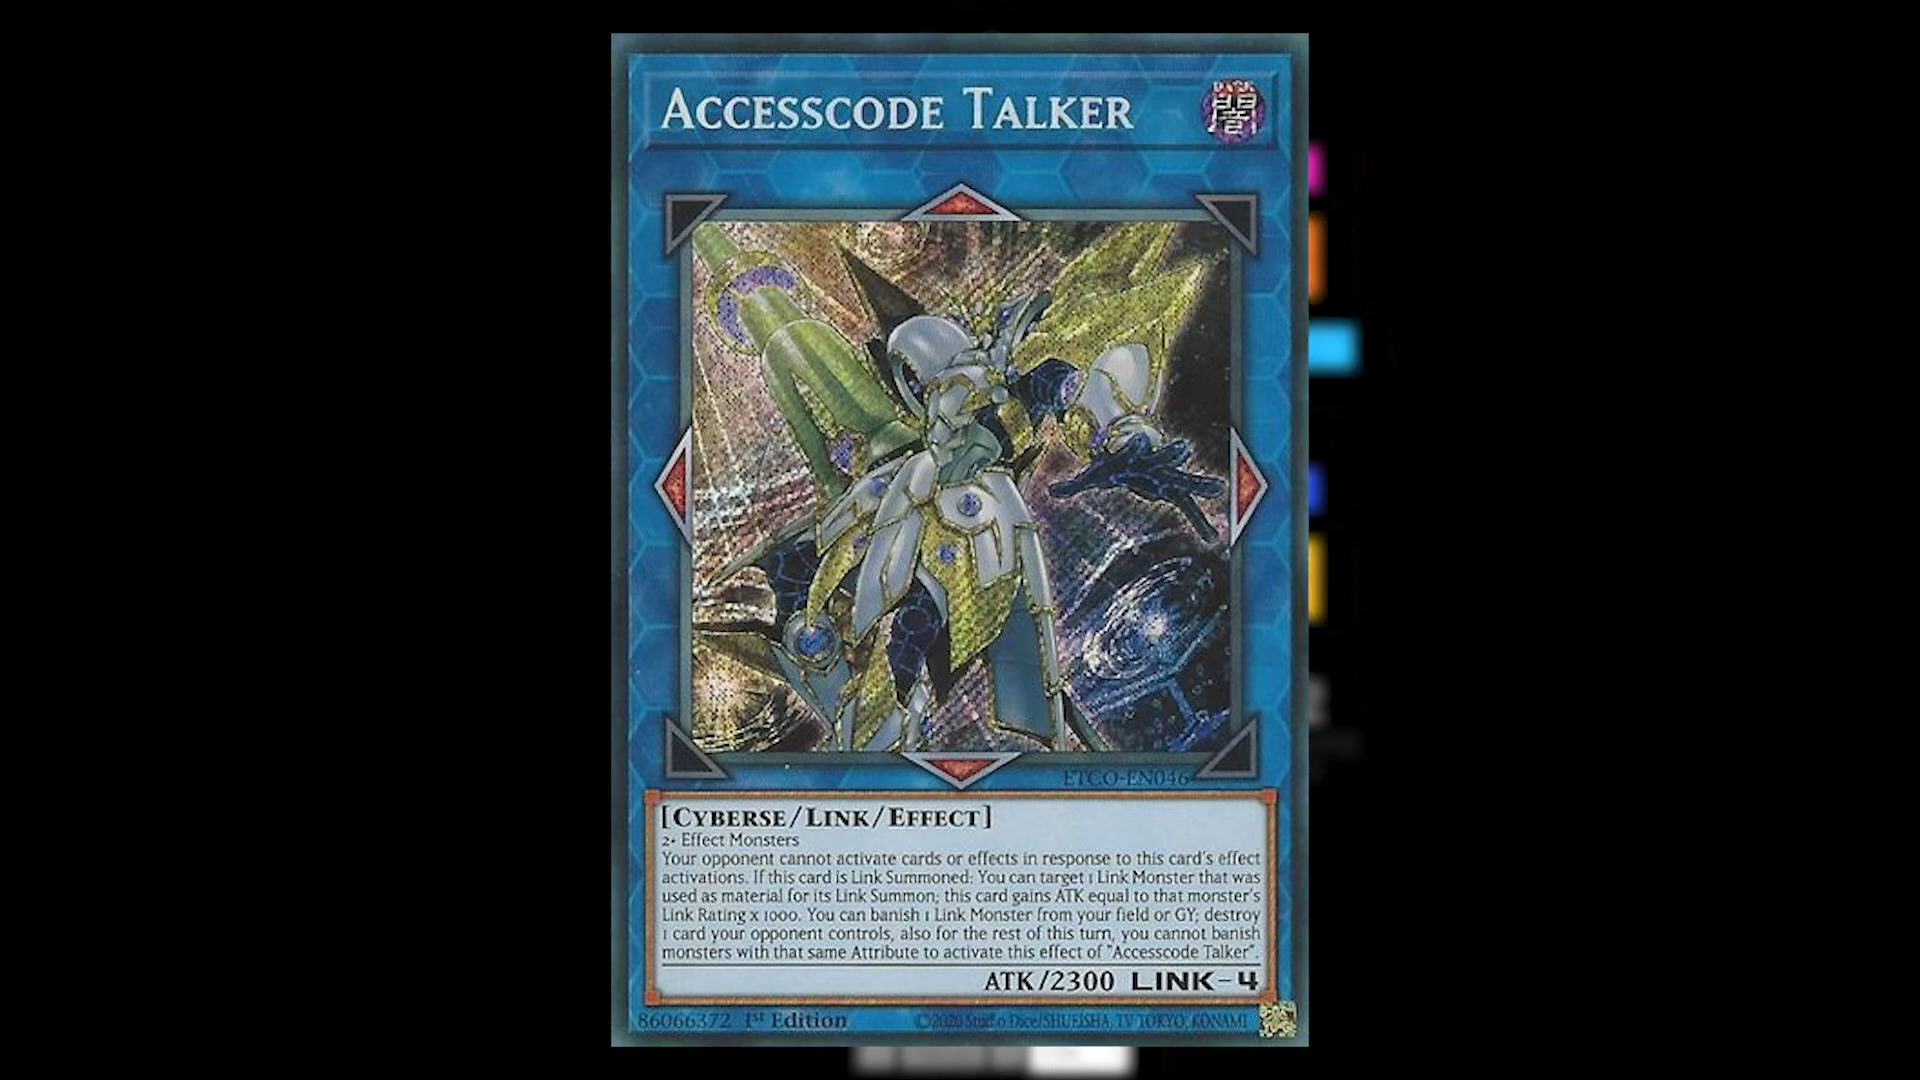 ACCESSCODE TALKER
闇
ETCO-EN046
[CYBERSE/LINK/EFFECT]
2+ Effect Monsters
Your opponent cannot activate cards or effects in response to this card's effect
activations. If this card is Link Summoned: You can target 1 Link Monster that was
used as material for its Link Summon; this card gains ATK equal to that monster's
Link Rating x 1000. You can banish 1 Link Monster from your field or GY; destroy
1 card your opponent controls, also for the rest of this turn, you cannot banish
monsters with that same Attribute to activate this effect of "Accesscode Talker".
ATK/2300 LINK-4
86066372 1st Edition ©2020 Studio Dice/SHUEISHA, TV TOKYO, KONAMI